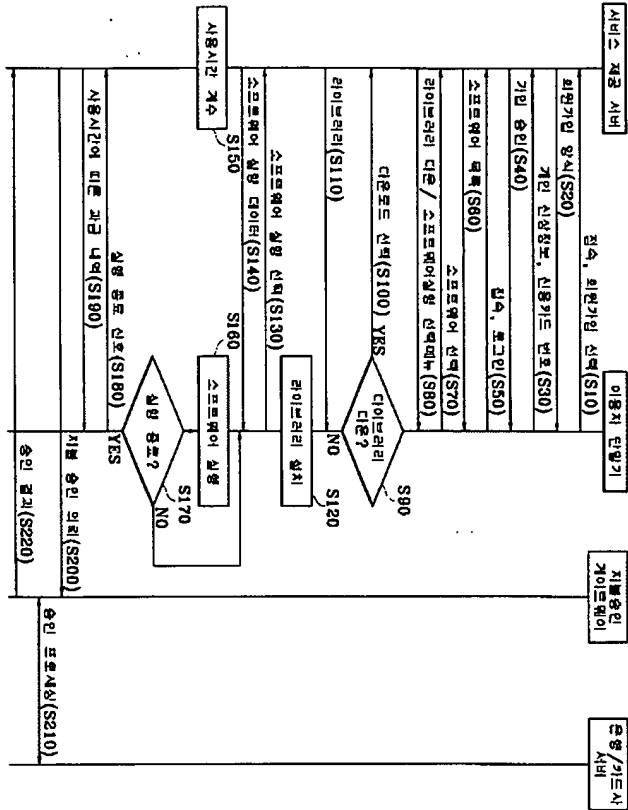 서비스 제공 서버
이용자 단말기
지불승인
게이트웨이
은행/카드사
서버
접속, 회원가입 선택(S10)
회원가입 양식(S20)
개인 신상정보, 신용카드 번호(S30)
가입 승인(S40)
접속, 로그인(S50)
소프트웨어 목록(S60)
소프트웨어 선택(S70)
라이브러리 다운/소프트웨어실행 선택메뉴(S80)
S90
라이브러리
다운?
다운로드 선택(S100)
YES
NO
라이브러리(S110)
라이브러리 설치
S120
소프트웨어 실행 선택(S130)
소프트웨어 실행 데이터(S140)
사용시간 계수
S150
S160
소프트웨어 실행
실행 종료?
S170
NO
YES
실행 종료 신호(S180)
사용시간에 따른 과금 내역(S190)
지불 승인 의뢰(S200)
승인 프로세싱(S210)
승인 결과(S220)